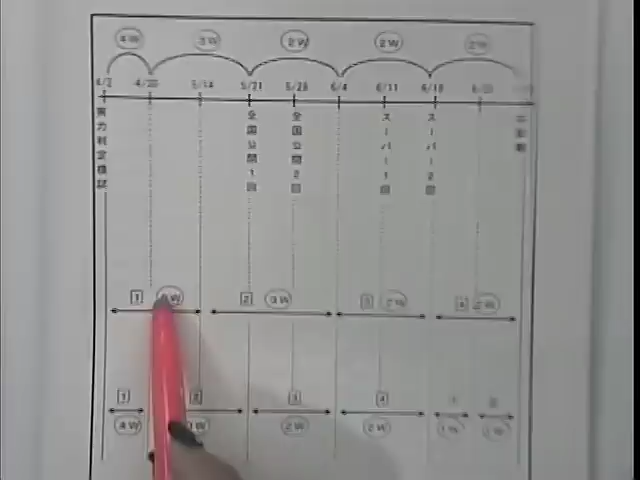 4W 3W 2W 2W 2W
4/2 4/30 5/14 5/21 5/28 6/4 6/11 6/18
実力判定模試
全国公開1回
全国公開2回
スーパー1回
スーパー2回
1 2 3W 3 2W 4 2W
1 2 3 4
4W 2W 2W 1W 1W